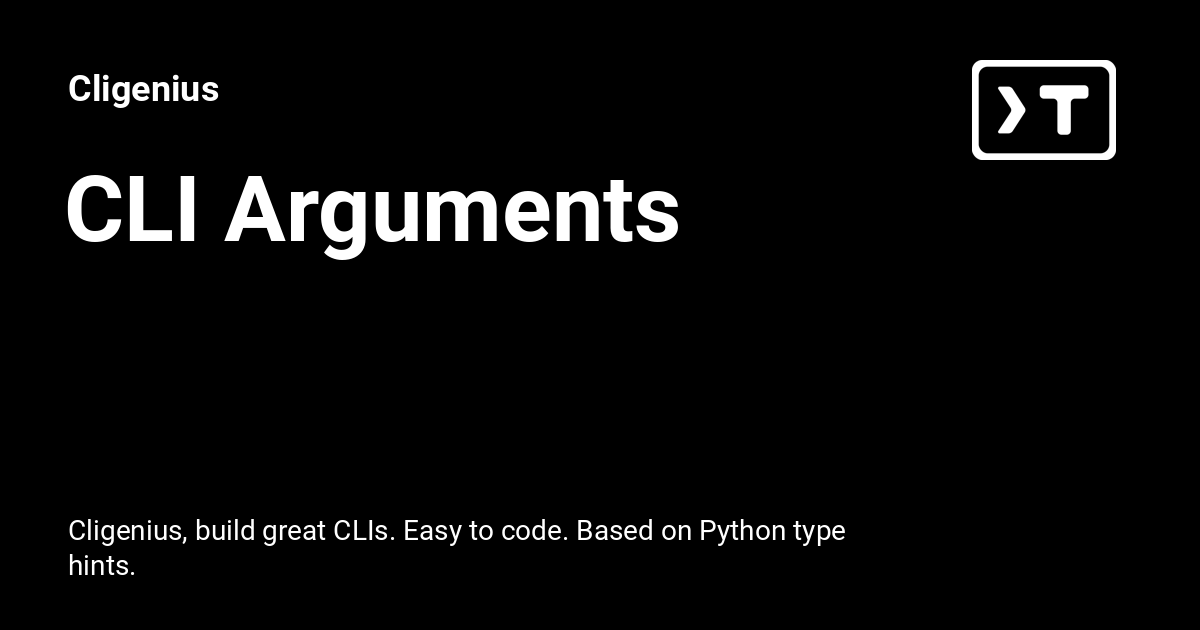 Cligenius
T
CLI Arguments
Cligenius, build great CLIs. Easy to code. Based on Python type
hints.